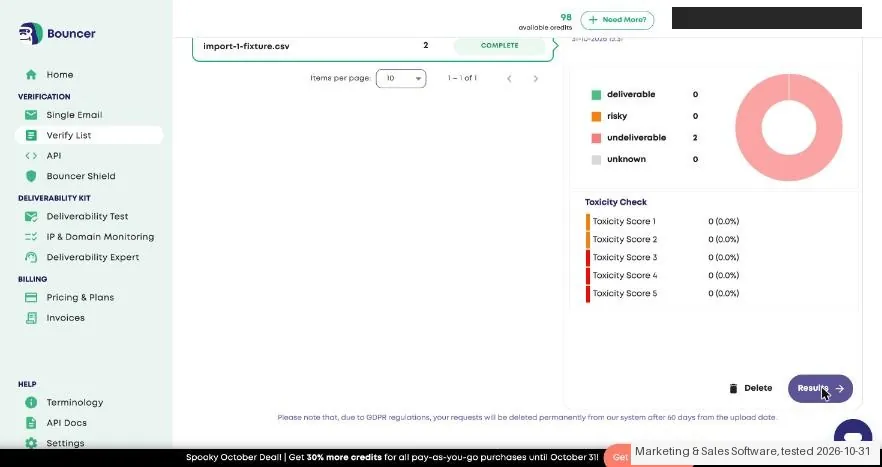 Bouncer
Home
VERIFICATION
Single Email
Verify List
API
Bouncer Shield
DELIVERABILITY KIT
Deliverability Test
IP & Domain Monitoring
Deliverability Expert
BILLING
Pricing & Plans
Invoices
HELP
Terminology
API Docs
Settings
98
available credits
Need More?
import-1-fixture.csv 2 COMPLETE
Items per page: 10 1 – 1 of 1
deliverable 0
risky 0
undeliverable 2
unknown 0
Toxicity Check
Toxicity Score 1 0 (0.0%)
Toxicity Score 2 0 (0.0%)
Toxicity Score 3 0 (0.0%)
Toxicity Score 4 0 (0.0%)
Toxicity Score 5 0 (0.0%)
Delete
Results
Please note that, due to GDPR regulations, your requests will be deleted permanently from our system after 60 days from the upload date.
Spooky October Deal! | Get 30% more credits for all pay-as-you-go purchases until October 31! Get
Marketing & Sales Software, tested 2026-10-31